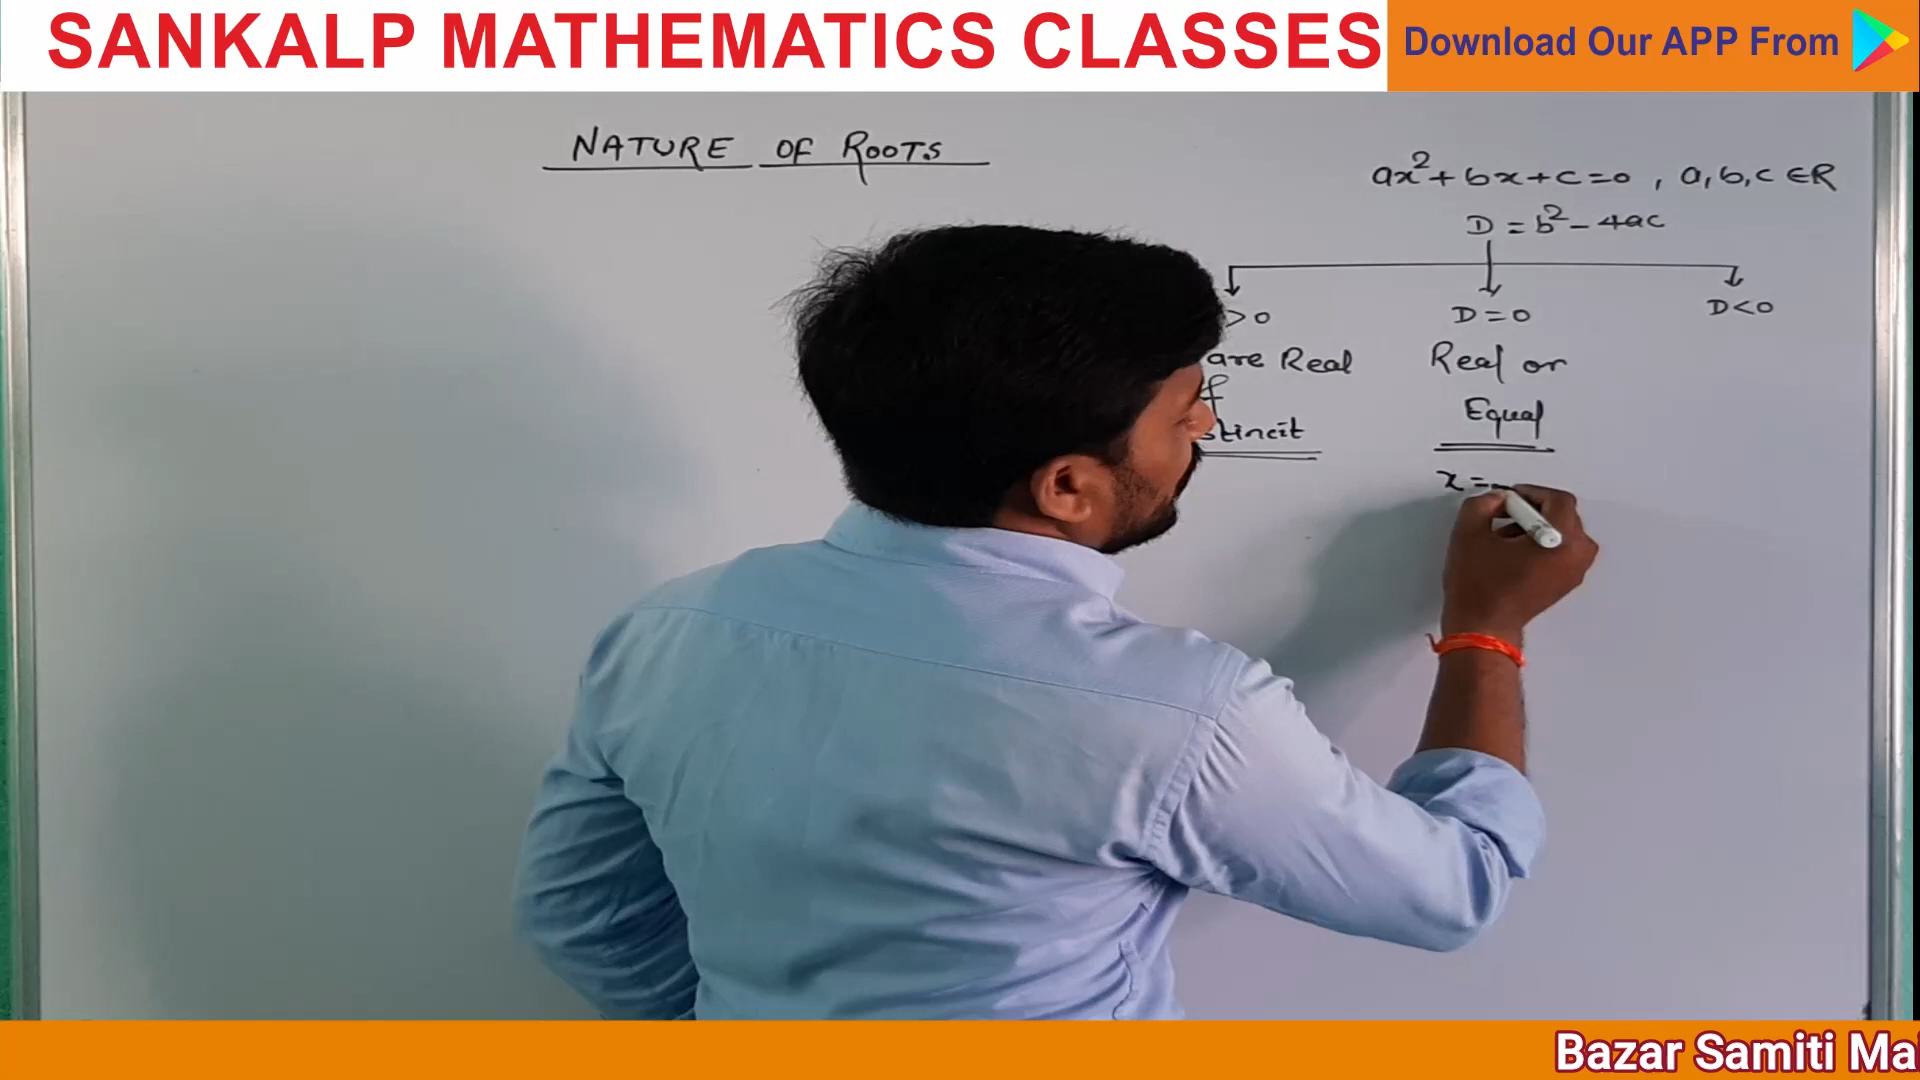 SANKALP MATHEMATICS CLASSES
Download Our APP From
NATURE OF ROOTS
ax²+bx+c=0, a,b,c ∈R
D = b²-4ac
>0
D=0
D<0
are Real
Real or
Equal
x=-
Bazar Samiti